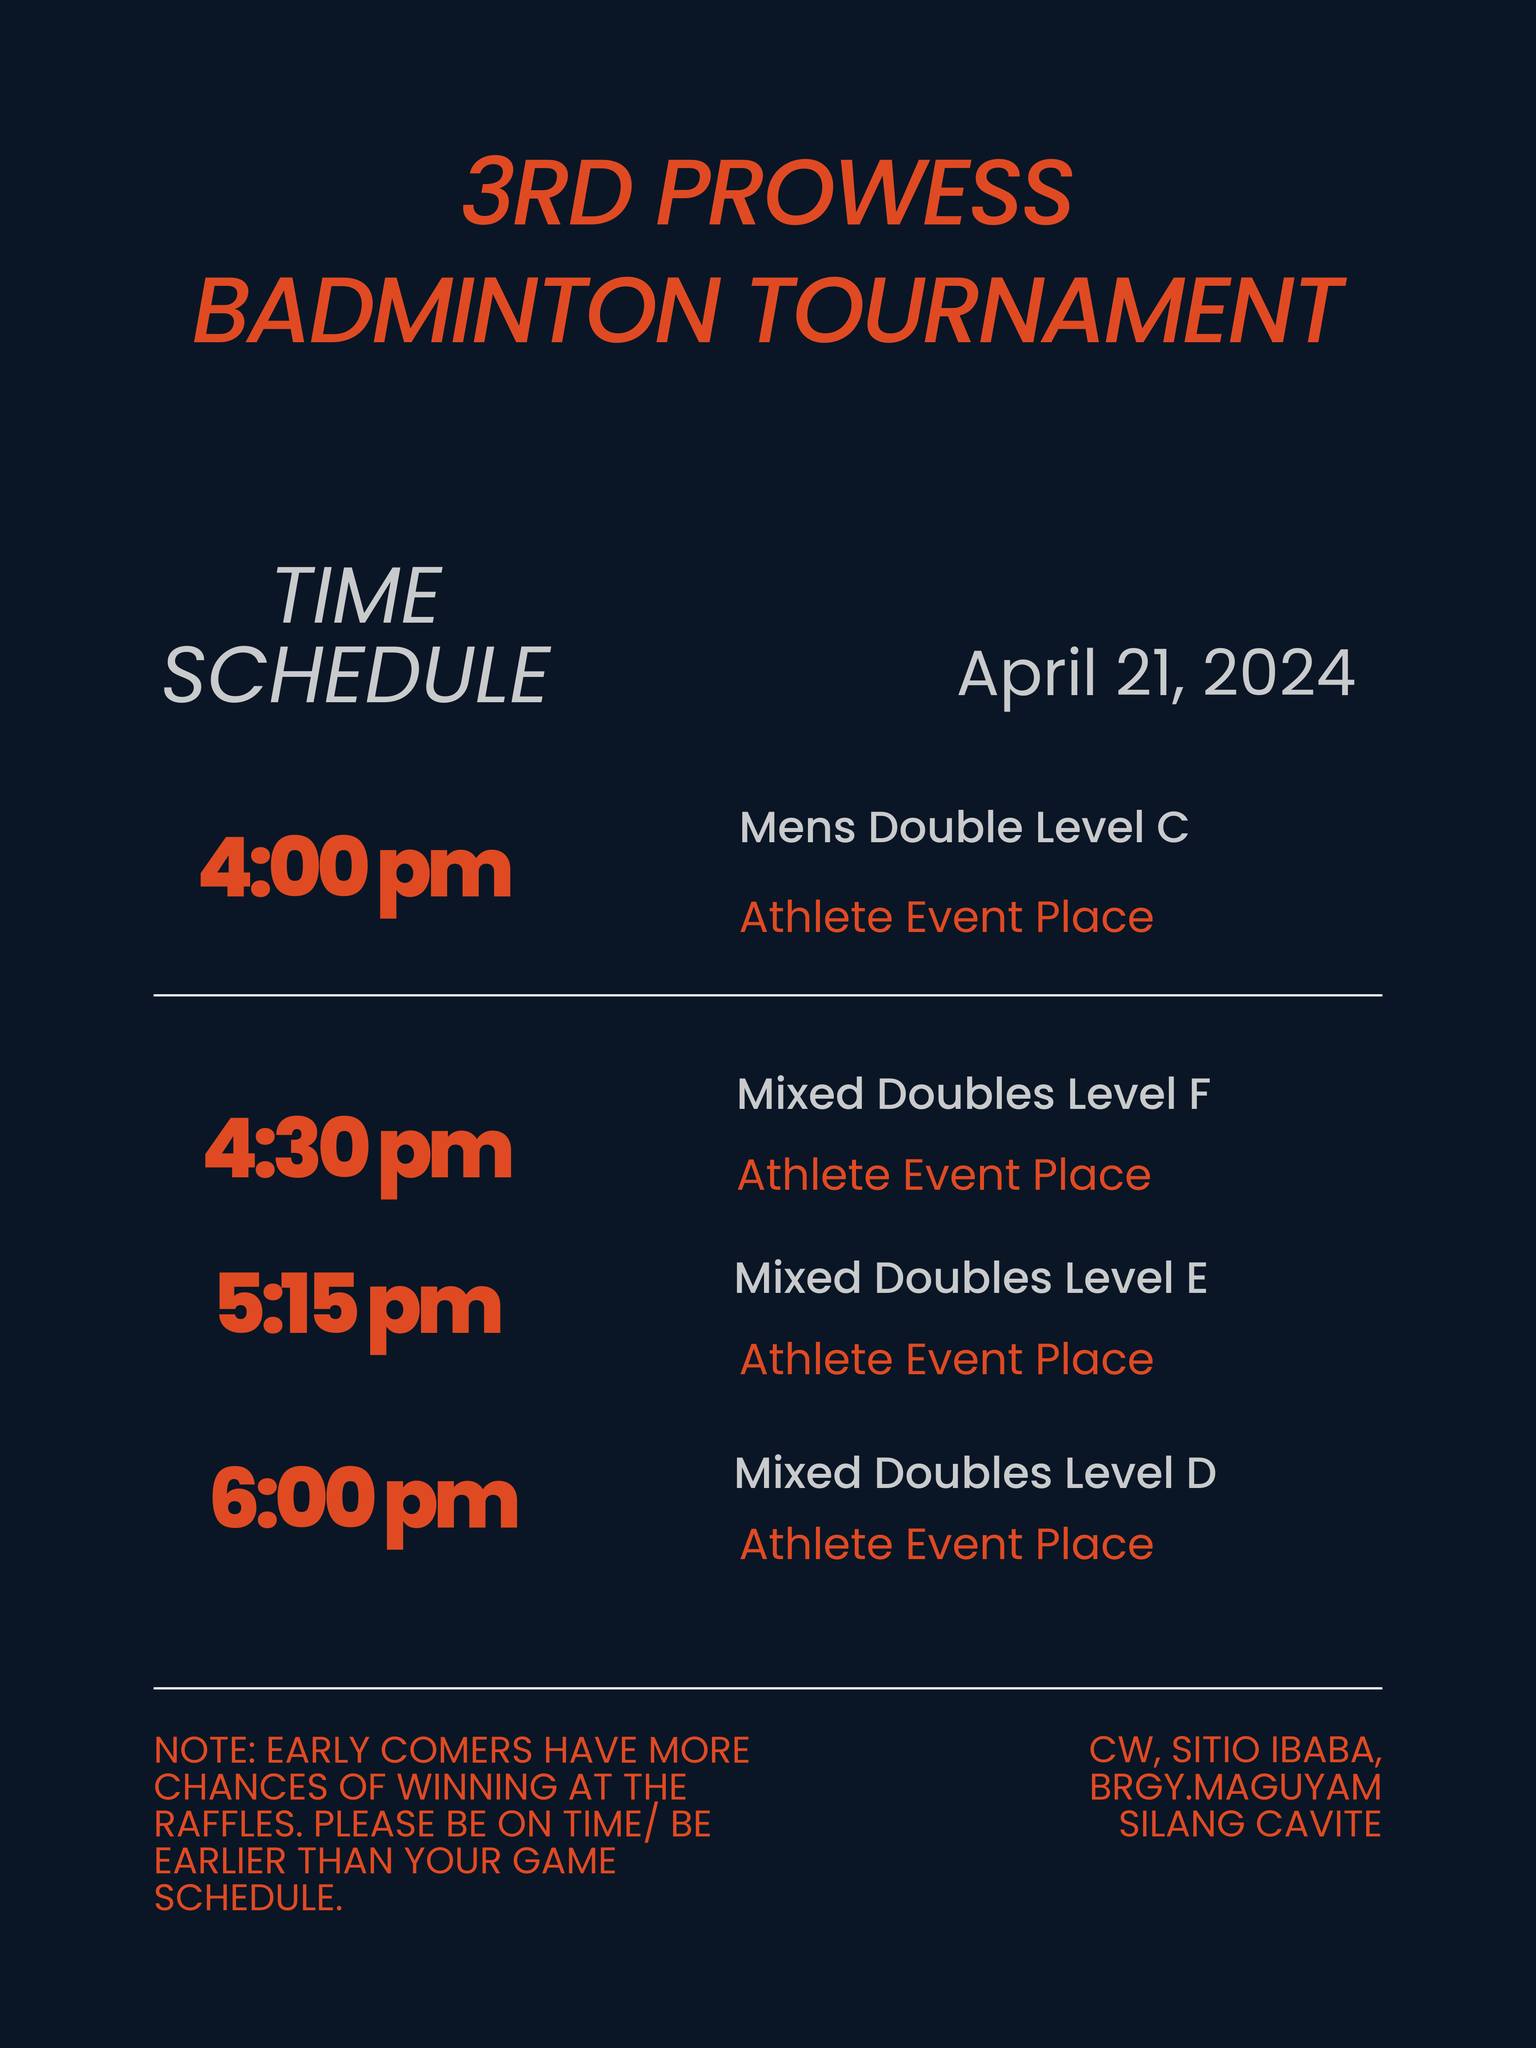 3RD PROWESS
BADMINTON TOURNAMENT
TIME
SCHEDULE
April 21, 2024
4:00 pm
Mens Double Level C
Athlete Event Place
4:30 pm
Mixed Doubles Level F
Athlete Event Place
5:15 pm
Mixed Doubles Level E
Athlete Event Place
6:00 pm
Mixed Doubles Level D
Athlete Event Place
NOTE: EARLY COMERS HAVE MORE
CHANCES OF WINNING AT THE
RAFFLES. PLEASE BE ON TIME/ BE
EARLIER THAN YOUR GAME
SCHEDULE.
CW, SITIO IBABA,
BRGY.MAGUYAM
SILANG CAVITE